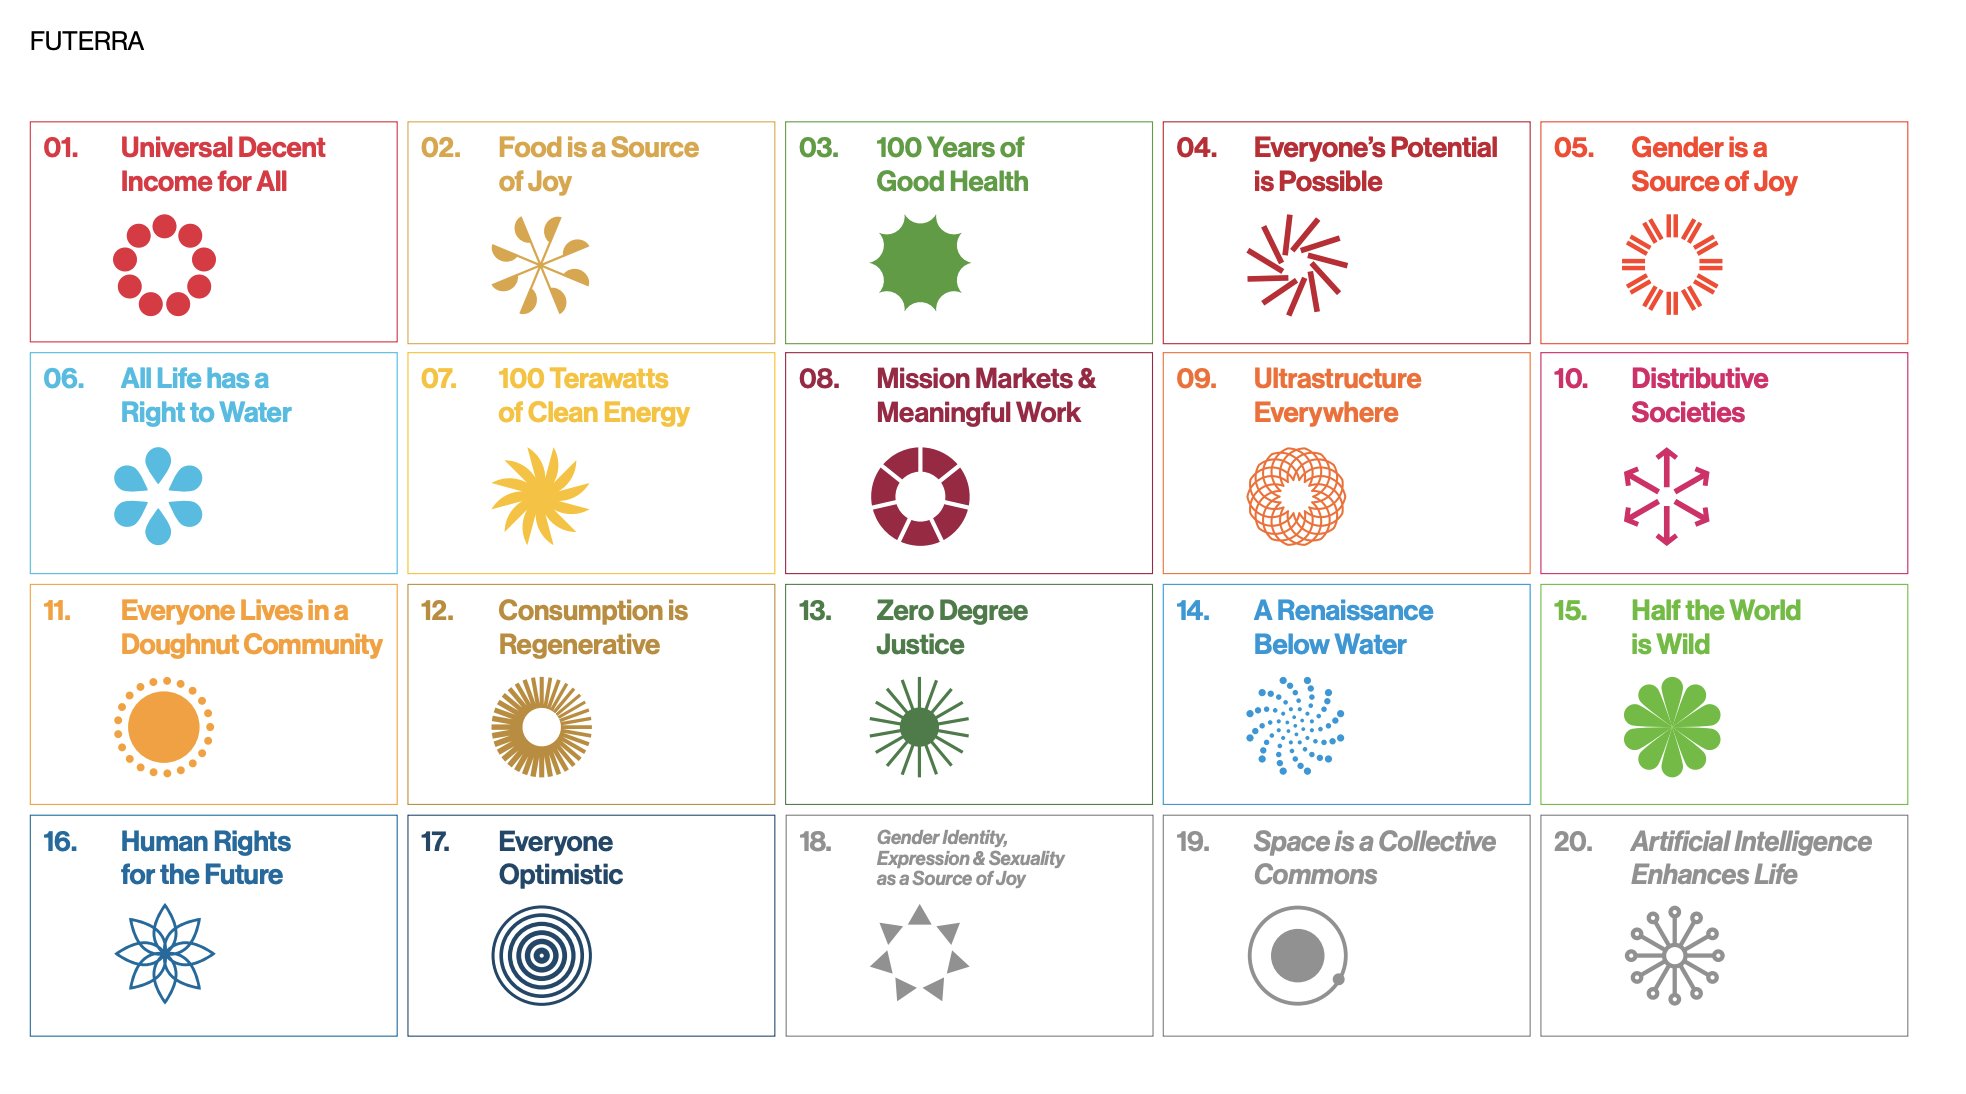 FUTERRA
01. Universal Decent
Income for All
02. Food is a Source
of Joy
03. 100 Years of
Good Health
04. Everyone’s Potential
is Possible
05. Gender is a
Source of Joy
06. All Life has a
Right to Water
07. 100 Terawatts
of Clean Energy
08. Mission Markets &
Meaningful Work
09. Ultrastructure
Everywhere
10. Distributive
Societies
11. Everyone Lives in a
Doughnut Community
12. Consumption is
Regenerative
13. Zero Degree
Justice
14. A Renaissance
Below Water
15. Half the World
is Wild
16. Human Rights
for the Future
17. Everyone
Optimistic
18. Gender Identity,
Expression & Sexuality
as a Source of Joy
19. Space is a Collective
Commons
20. Artificial Intelligence
Enhances Life